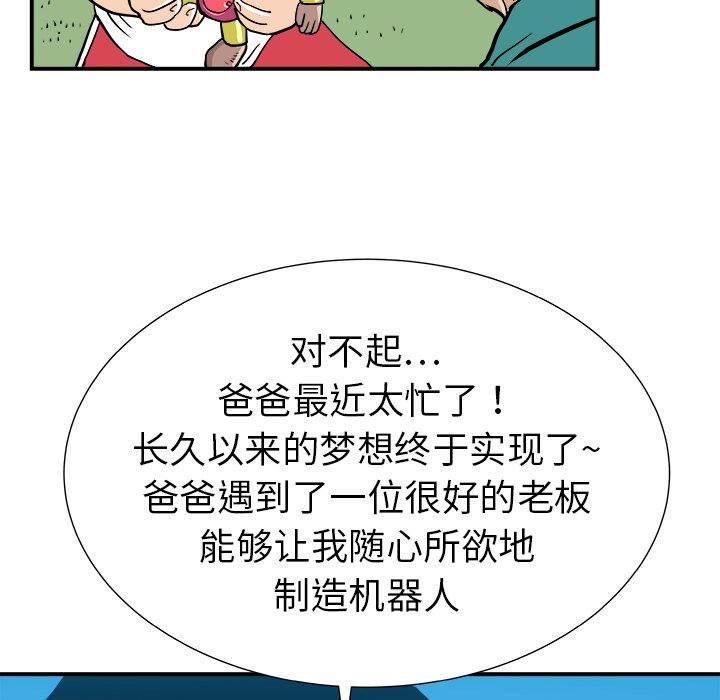 对不起...
爸爸最近太忙了！
长久以来的梦想终于实现了~
爸爸遇到了一位很好的老板
能够让我随心所欲地
制造机器人